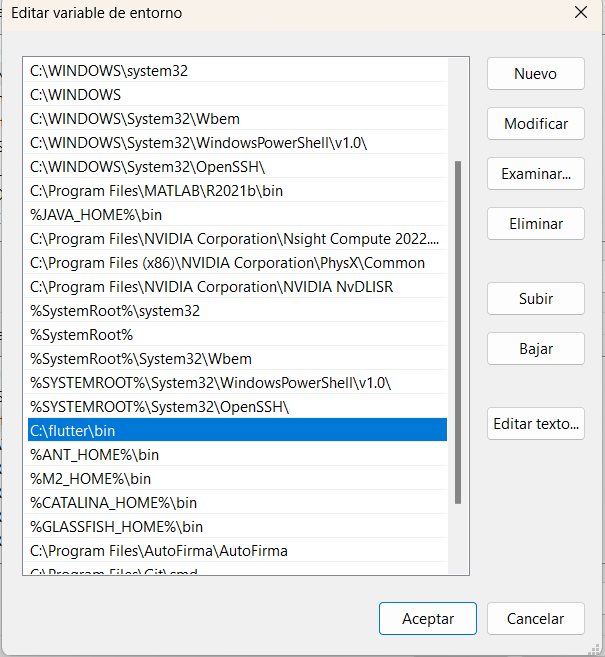 Editar variable de entorno
C:\WINDOWS\system32
C:\WINDOWS
C:\WINDOWS\System32\Wbem
C:\WINDOWS\System32\WindowsPowerShell\v1.0\
C:\WINDOWS\System32\OpenSSH\
C:\Program Files\MATLAB\R2021b\bin
%JAVA_HOME%\bin
C:\Program Files\NVIDIA Corporation\Nsight Compute 2022....
C:\Program Files (x86)\NVIDIA Corporation\PhysX\Common
C:\Program Files\NVIDIA Corporation\NVIDIA NvDLISR
%SystemRoot%\system32
%SystemRoot%
%SystemRoot%\System32\Wbem
%SYSTEMROOT%\System32\WindowsPowerShell\v1.0\
%SYSTEMROOT%\System32\OpenSSH\
C:\flutter\bin
%ANT_HOME%\bin
%M2_HOME%\bin
%CATALINA_HOME%\bin
%GLASSFISH_HOME%\bin
C:\Program Files\AutoFirma\AutoFirma
C:\Program Files\Git\cmd
Nuevo
Modificar
Examinar...
Eliminar
Subir
Bajar
Editar texto...
Aceptar
Cancelar